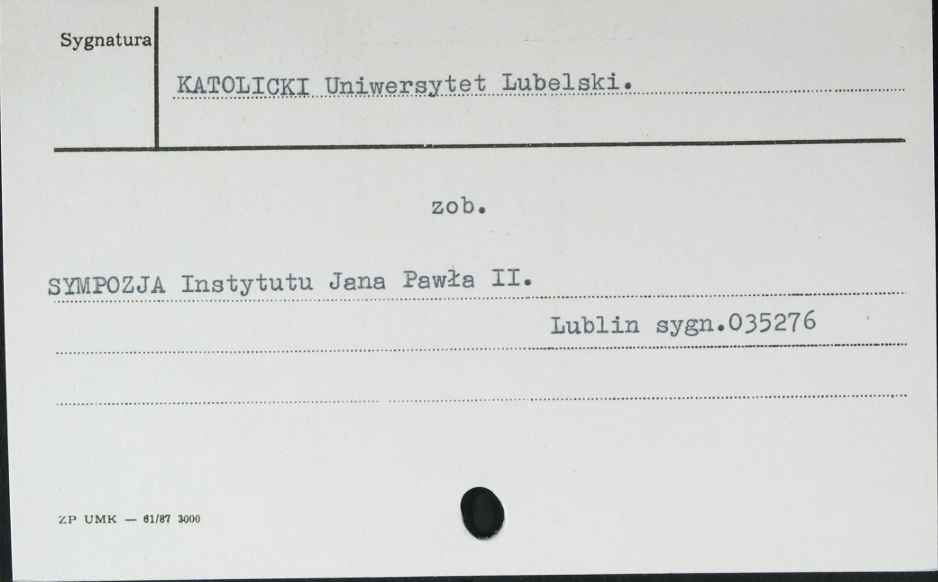 Sygnatura
KATOLICKI Uniwersytet Lubelski.
zob.
SYMPOZJA Instytutu Jana Pawła II.
Lublin sygn.035276
ZP UMK — 61/87 3000